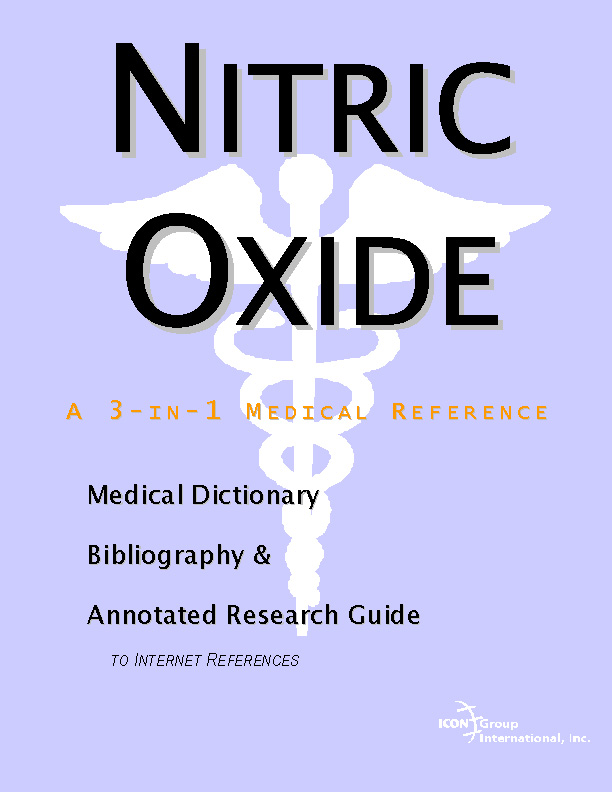 NITRIC
OXIDE
A 3-IN-1 MEDICAL REFERENCE
Medical Dictionary
Bibliography &
Annotated Research Guide
TO INTERNET REFERENCES
ICON Group
International, Inc.